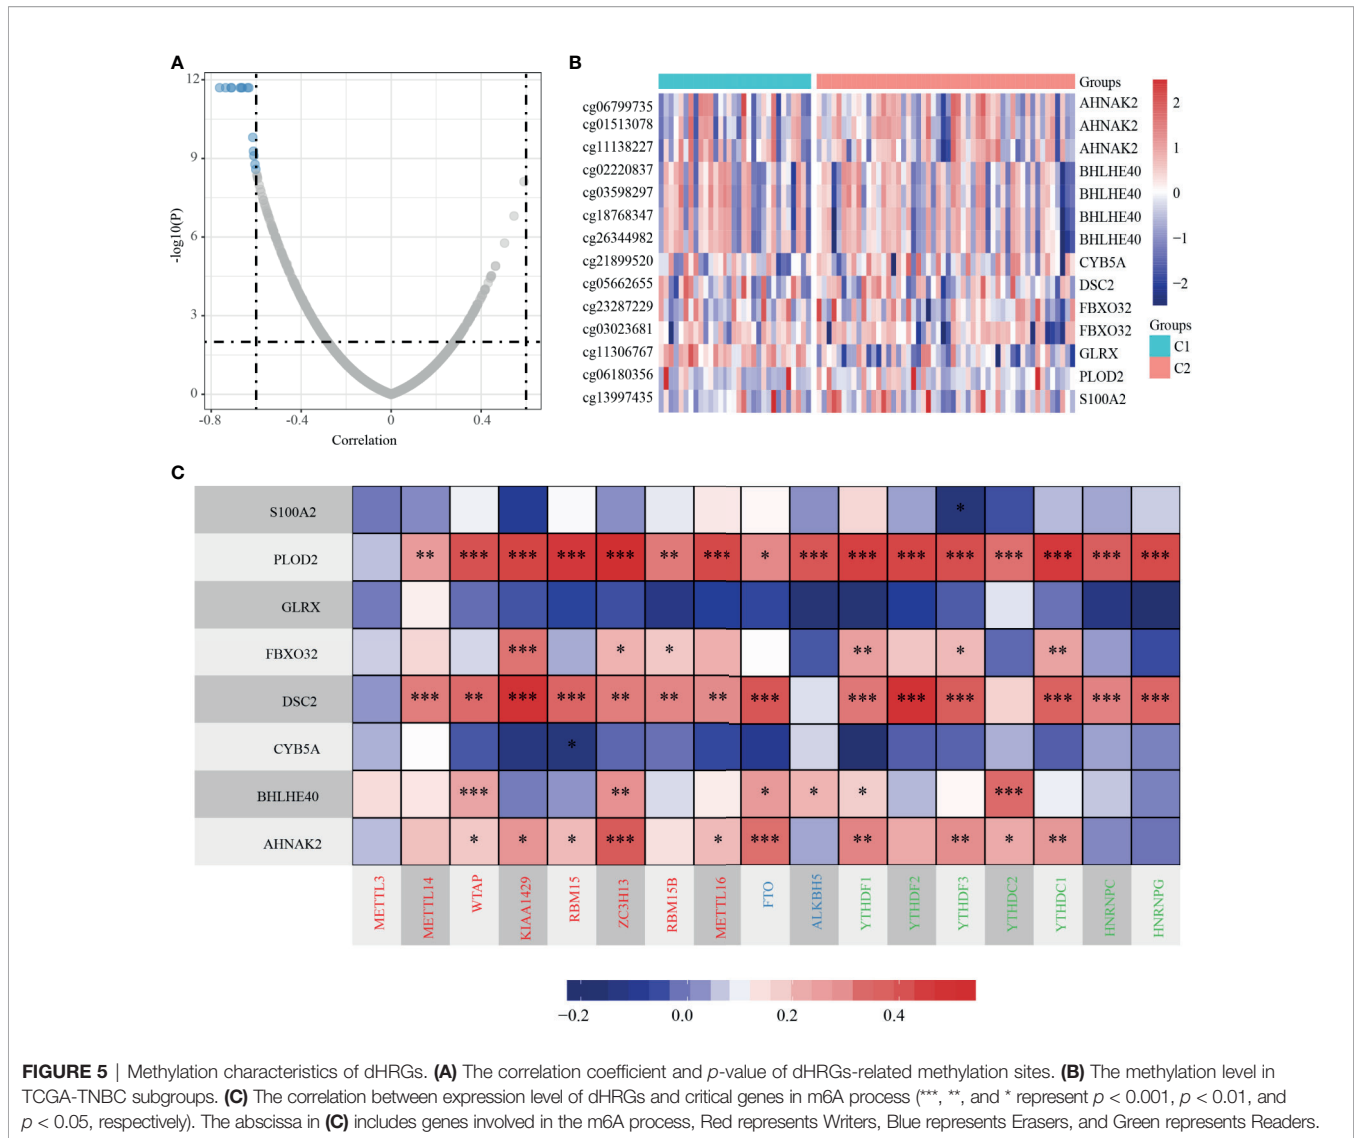 A
12
9
6
3
0
-log10(P)
-0.8
-0.4
0
0.4
Correlation
B
Groups
cg06799735 AHNAK2
cg01513078 AHNAK2
cg11138227 AHNAK2
cg02220837 BHLHE40
cg03598297 BHLHE40
cg18768347 BHLHE40
cg26344982 BHLHE40
cg21899520 CYB5A
cg05662655 DSC2
cg23287229 FBXO32
cg03023681 FBXO32
cg11306767 GLRX
cg06180356 PLOD2
cg13997435 S100A2
2
1
0
−1
−2
Groups
C1
C2
C
S100A2 *
PLOD2 ** *** *** *** *** ** *** * *** *** *** *** *** *** *** ***
GLRX
FBXO32 *** * * ** * **
DSC2 *** ** *** *** ** ** ** *** *** *** *** *** *** ***
CYB5A *
BHLHE40 *** ** * * * ***
AHNAK2 * * * *** * *** ** ** * **
METTL3
METTL14
WTAP
KIAA1429
RBM15
ZC3H13
RBM15B
METTL16
FTO
ALKBH5
YTHDF1
YTHDF2
YTHDF3
YTHDC2
YTHDC1
HNRNPC
HNRNPG
−0.2 0.0 0.2 0.4
FIGURE 5 | Methylation characteristics of dHRGs. (A) The correlation coefficient and p-value of dHRGs-related methylation sites. (B) The methylation level in
TCGA-TNBC subgroups. (C) The correlation between expression level of dHRGs and critical genes in m6A process (***, **, and * represent p < 0.001, p < 0.01, and
p < 0.05, respectively). The abscissa in (C) includes genes involved in the m6A process, Red represents Writers, Blue represents Erasers, and Green represents Readers.